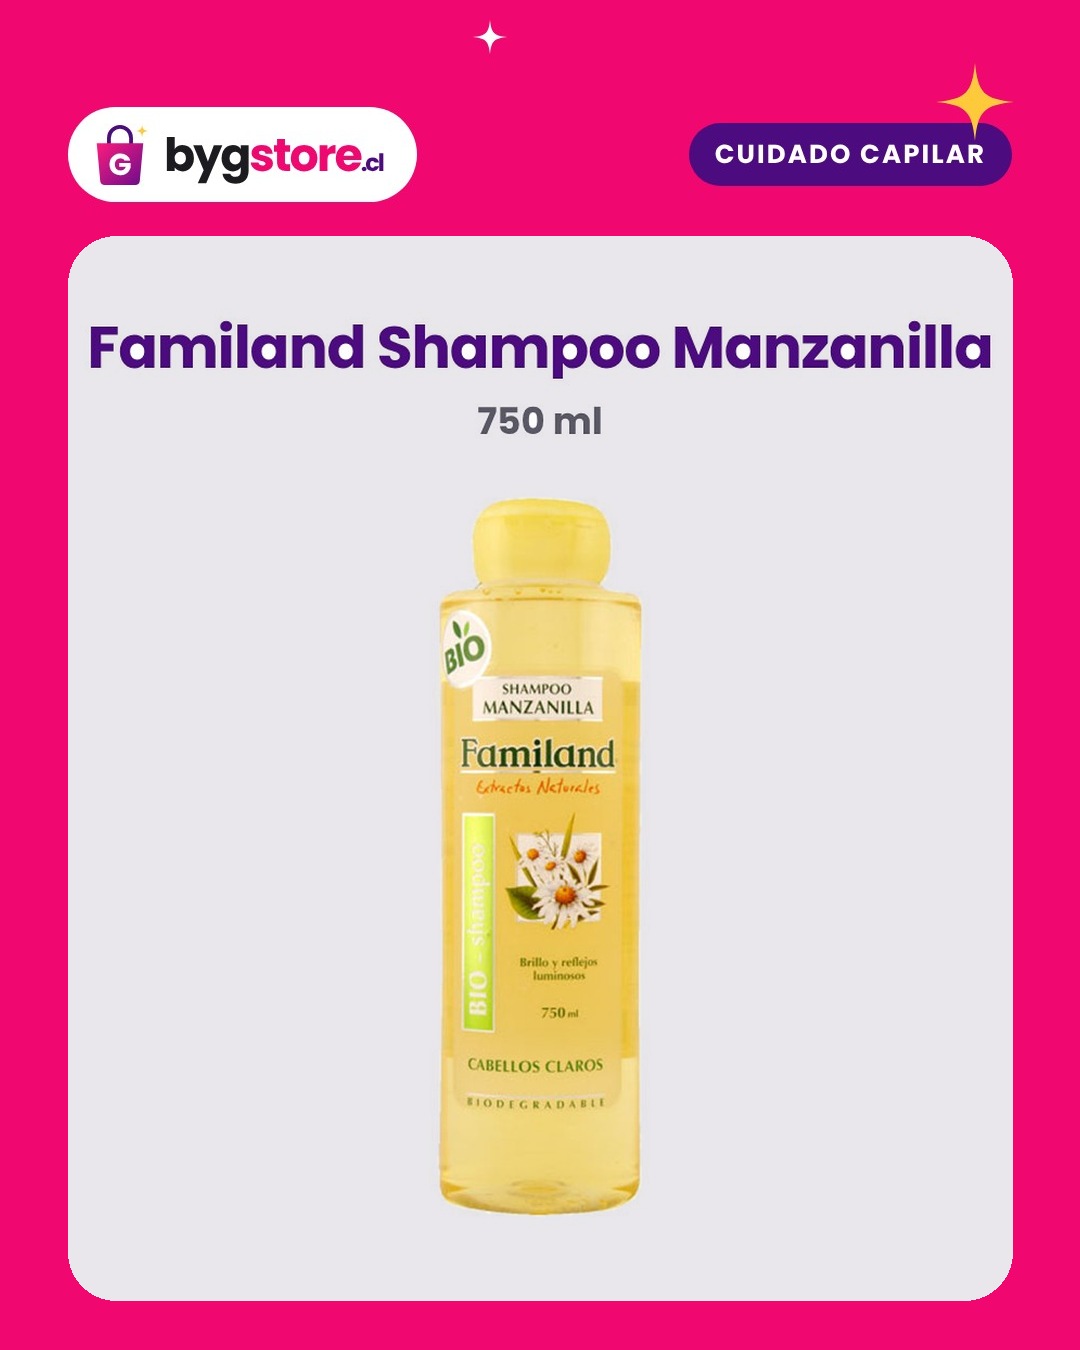 G bygstore.cl
CUIDADO CAPILAR
Familand Shampoo Manzanilla
750 ml
BIO
SHAMPOO
MANZANILLA
Familand
Extractos Naturales
BIO - shampoo
Brillo y reflejos
luminosos
750 ml
CABELLOS CLAROS
BIODEGRADABLE